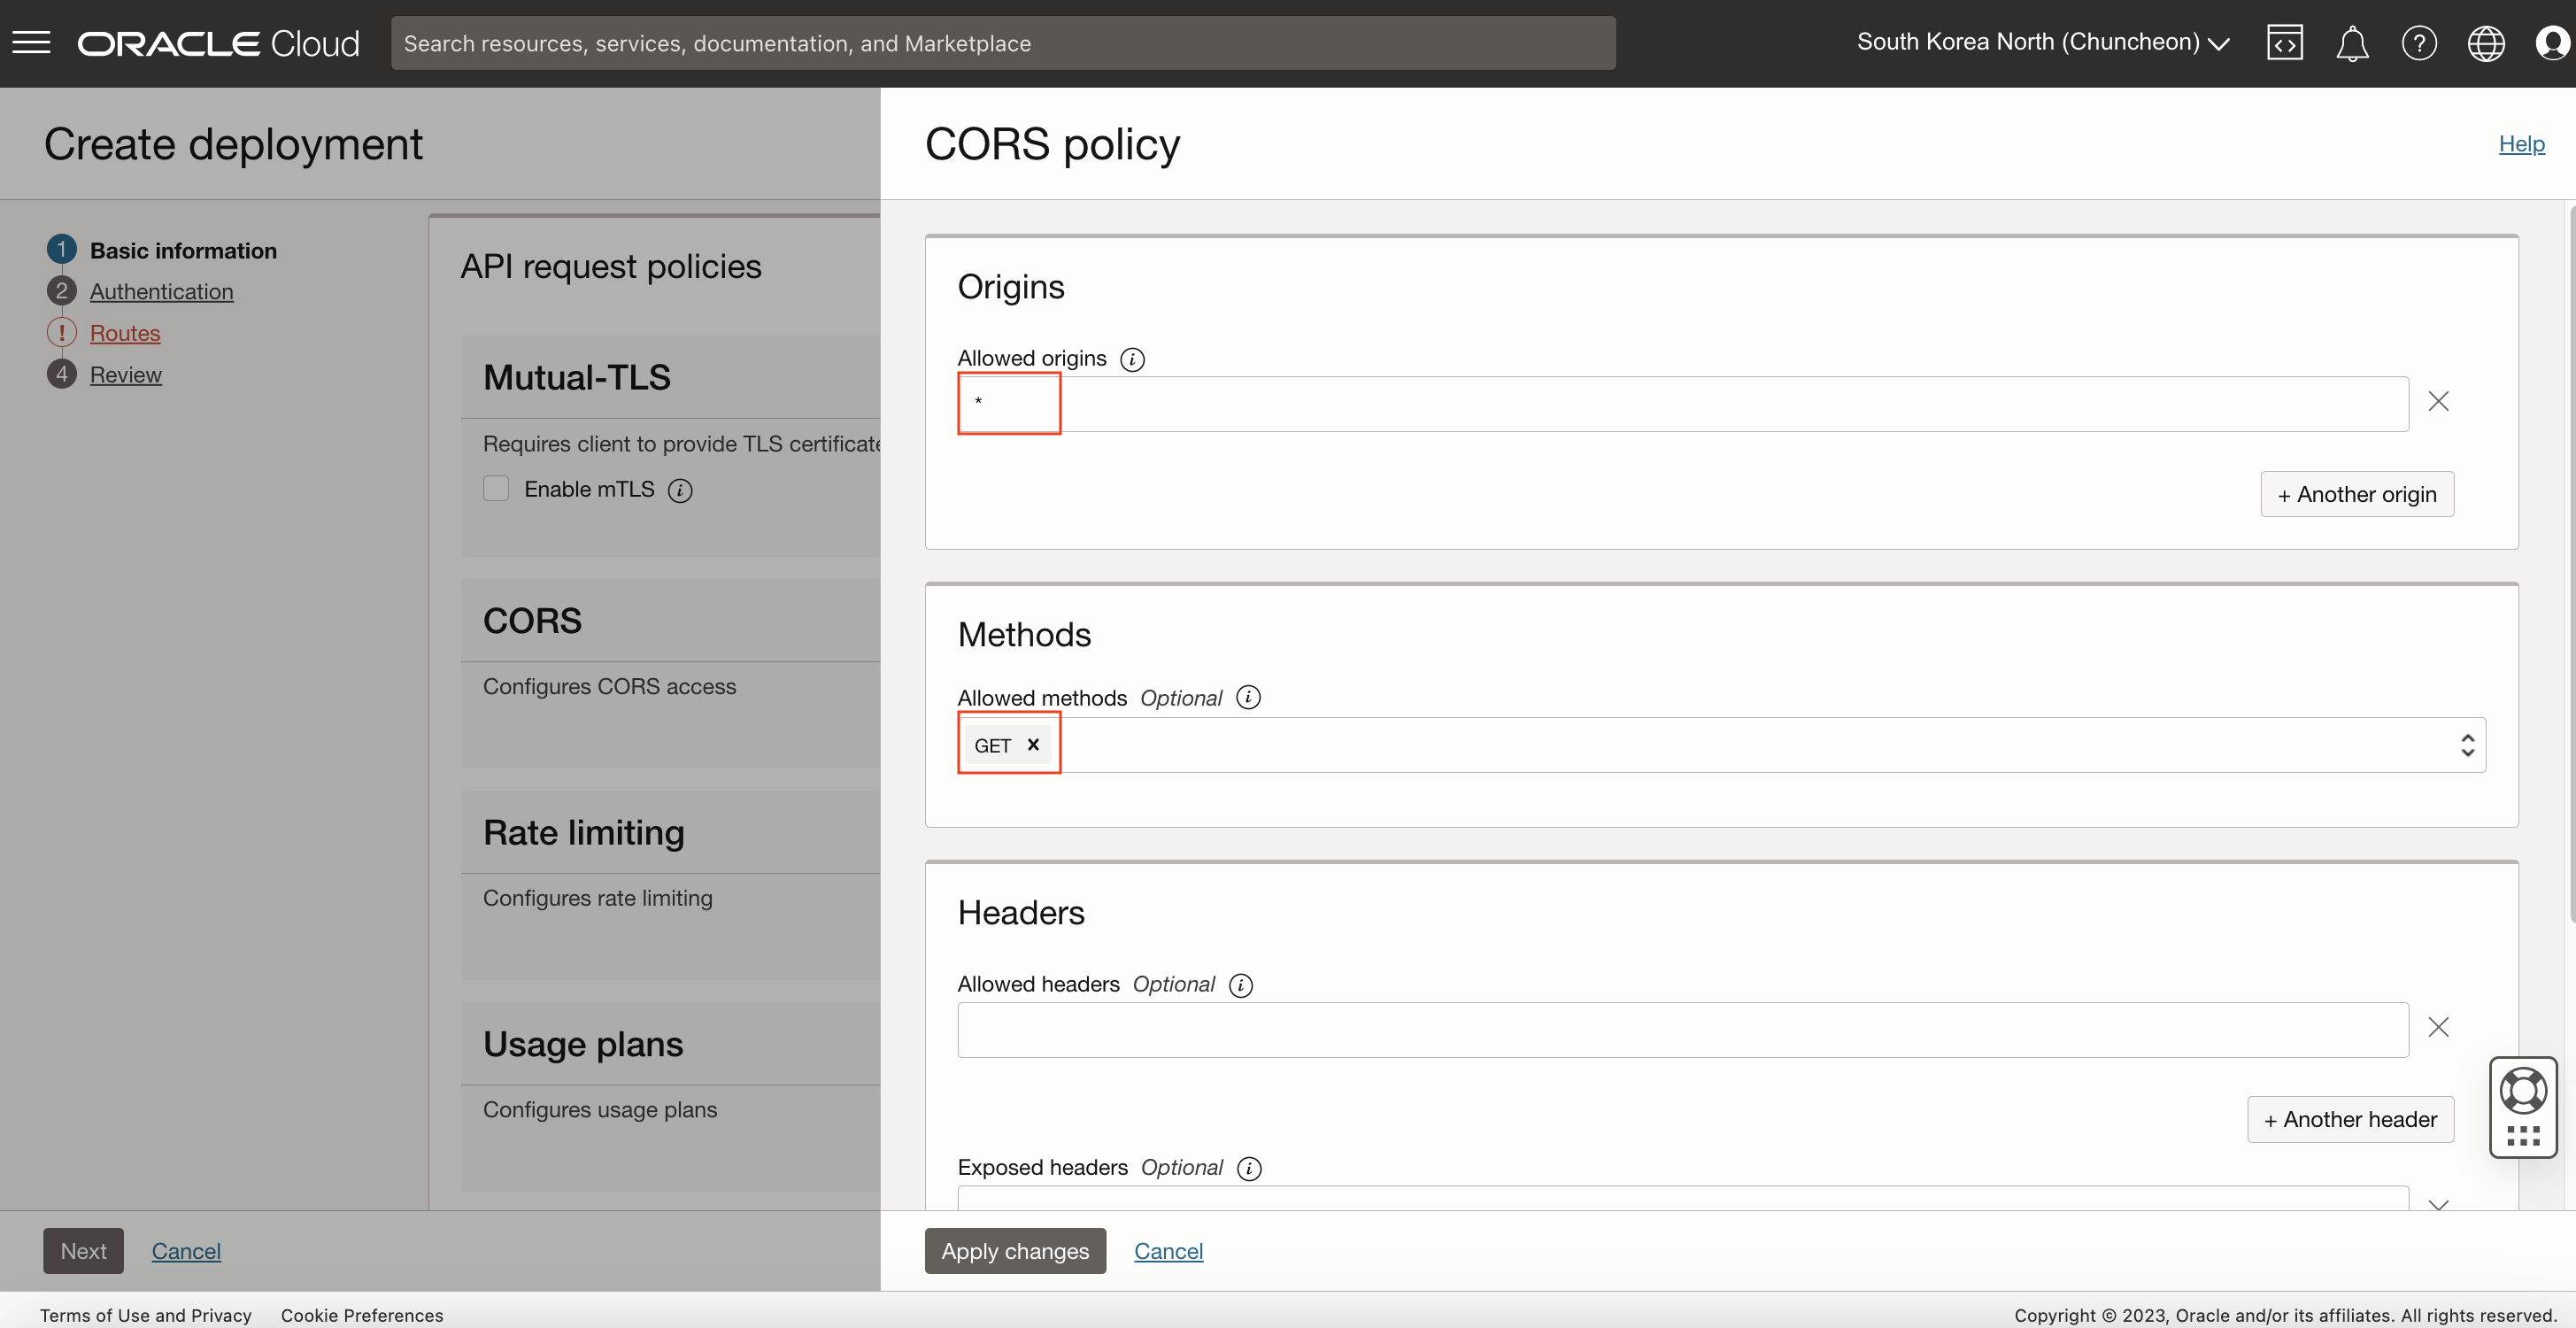 ORACLE Cloud
Search resources, services, documentation, and Marketplace
South Korea North (Chuncheon)
Create deployment
1 Basic information
2 Authentication
! Routes
4 Review
API request policies
Mutual-TLS
Requires client to provide TLS certificate
Enable mTLS
CORS
Configures CORS access
Rate limiting
Configures rate limiting
Usage plans
Configures usage plans
Next Cancel
CORS policy
Help
Origins
Allowed origins
*
+ Another origin
Methods
Allowed methods Optional
GET
Headers
Allowed headers Optional
+ Another header
Exposed headers Optional
Apply changes Cancel
Terms of Use and Privacy Cookie Preferences
Copyright © 2023, Oracle and/or its affiliates. All rights reserved.